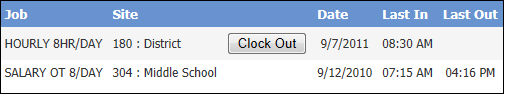 Job Site Date Last In Last Out
HOURLY 8HR/DAY 180 : District Clock Out 9/7/2011 08:30 AM
SALARY OT 8/DAY 304 : Middle School 9/12/2010 07:15 AM 04:16 PM